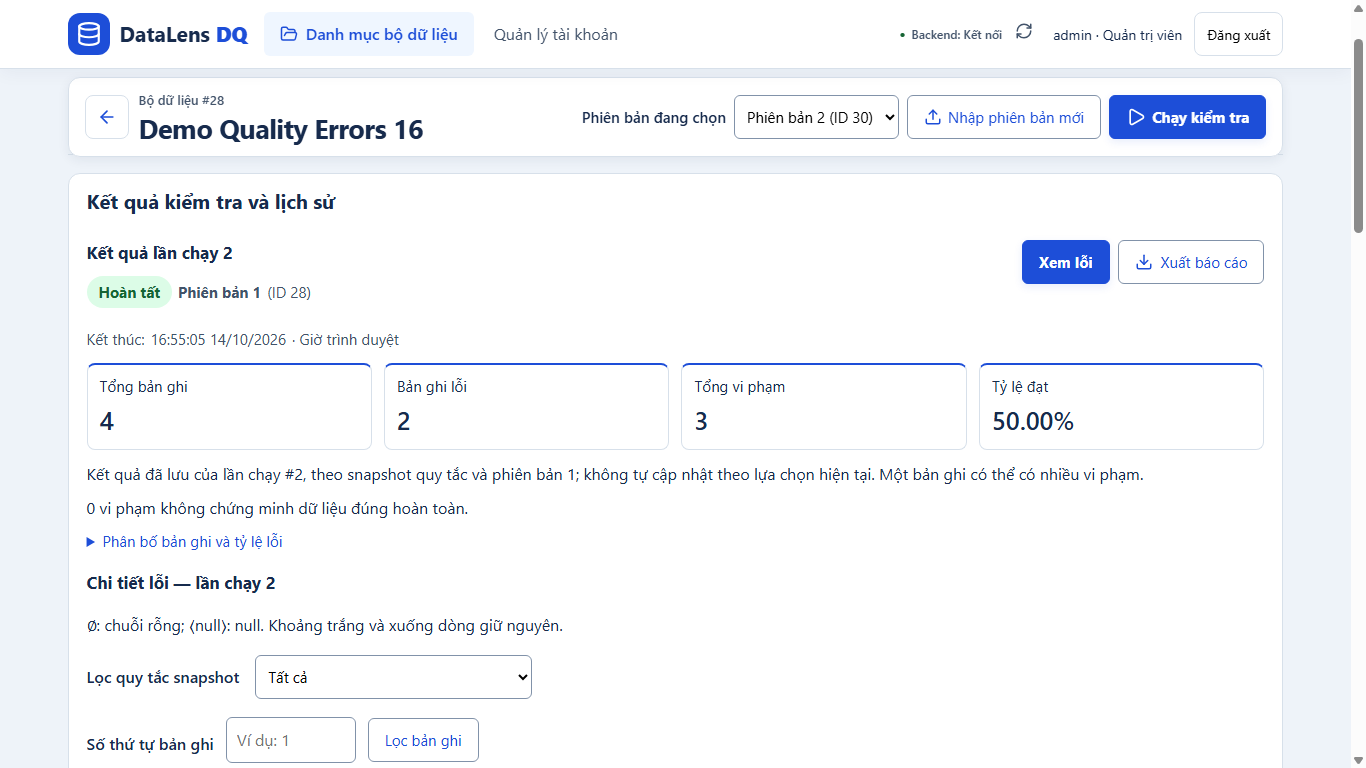 DataLens DQ
Danh mục bộ dữ liệu
Quản lý tài khoản
• Backend: Kết nối
admin · Quản trị viên
Đăng xuất
Bộ dữ liệu #28
Demo Quality Errors 16
Phiên bản đang chọn
Phiên bản 2 (ID 30)
Nhập phiên bản mới
Chạy kiểm tra
Kết quả kiểm tra và lịch sử
Kết quả lần chạy 2
Xem lỗi
Xuất báo cáo
Hoàn tất Phiên bản 1 (ID 28)
Kết thúc: 16:55:05 14/10/2026 · Giờ trình duyệt
Tổng bản ghi
4
Bản ghi lỗi
2
Tổng vi phạm
3
Tỷ lệ đạt
50.00%
Kết quả đã lưu của lần chạy #2, theo snapshot quy tắc và phiên bản 1; không tự cập nhật theo lựa chọn hiện tại. Một bản ghi có thể có nhiều vi phạm.
0 vi phạm không chứng minh dữ liệu đúng hoàn toàn.
Phân bố bản ghi và tỷ lệ lỗi
Chi tiết lỗi — lần chạy 2
∅: chuỗi rỗng; ⟨null⟩: null. Khoảng trắng và xuống dòng giữ nguyên.
Lọc quy tắc snapshot
Tất cả
Số thứ tự bản ghi
Ví dụ: 1
Lọc bản ghi